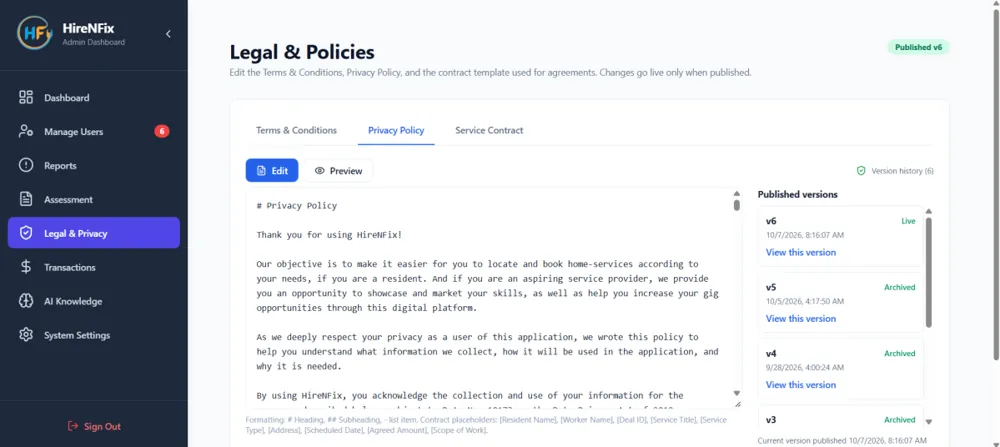 HireNFix
Admin Dashboard
Dashboard
Manage Users 6
Reports
Assessment
Legal & Privacy
Transactions
AI Knowledge
System Settings
Sign Out
Legal & Policies
Published v6
Edit the Terms & Conditions, Privacy Policy, and the contract template used for agreements. Changes go live only when published.
Terms & Conditions Privacy Policy Service Contract
Edit Preview
Version history (6)
# Privacy Policy
Thank you for using HireNFix!
Our objective is to make it easier for you to locate and book home-services according to
your needs, if you are a resident. And if you are an aspiring service provider, we provide
you an opportunity to showcase and market your skills, as well as help you increase your gig
opportunities through this digital platform.
As we deeply respect your privacy as a user of this application, we wrote this policy to
help you understand what information we collect, how it will be used in the application, and
why it is needed.
By using HireNFix, you acknowledge the collection and use of your information for the
Formatting: # Heading, ## Subheading, - list item. Contract placeholders: [Resident Name], [Worker Name], [Deal ID], [Service Title], [Service
Type], [Address], [Scheduled Date], [Agreed Amount], [Scope of Work].
Published versions
v6 Live
10/7/2026, 8:16:07 AM
View this version
v5 Archived
10/5/2026, 4:17:50 AM
View this version
v4 Archived
9/28/2026, 4:00:24 AM
View this version
v3 Archived
Current version published 10/7/2026, 8:16:07 AM